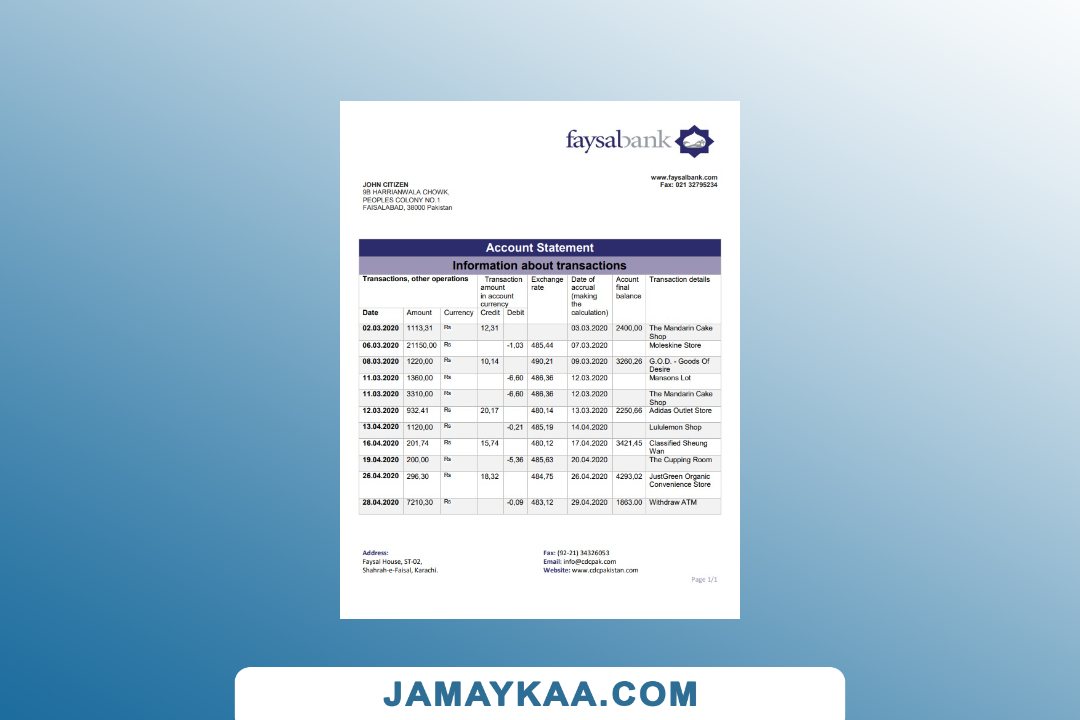 faysalbank
www.faysalbank.com
Fax: 021 32795234
JOHN CITIZEN
9B HARRIANWALA CHOWK,
PEOPLES COLONY NO.1
FAISALABAD, 38000 Pakistan
Account Statement
Information about transactions
Transactions, other operations Transaction amount in account currency Exchange rate Date of accrual (making the calculation) Acount final balance Transaction details
Date Amount Currency Credit Debit
02.03.2020 1113,31 Rs 12,31 03.03.2020 2400,00 The Mandarin Cake Shop
06.03.2020 21150,00 Rs -1,03 485,44 07.03.2020 Moleskine Store
08.03.2020 1220,00 Rs 10,14 490,21 09.03.2020 3260,26 G.O.D. - Goods Of Desire
11.03.2020 1360,00 Rs -6,60 486,36 12.03.2020 Mansons Lot
11.03.2020 3310,00 Rs -6,60 486,36 12.03.2020 The Mandarin Cake Shop
12.03.2020 932,41 Rs 20,17 480,14 13.03.2020 2250,66 Adidas Outlet Store
13.04.2020 1120,00 Rs -0,21 485,19 14.04.2020 Lululemon Shop
16.04.2020 201,74 Rs 15,74 480,12 17.04.2020 3421,45 Classified Sheung Wan
19.04.2020 200,00 Rs -5,36 485,63 20.04.2020 The Cupping Room
26.04.2020 296,30 Rs 18,32 484,75 26.04.2020 4293,02 JustGreen Organic Convenience Store
28.04.2020 7210,30 Rs -0,09 483,12 29.04.2020 1863.00 Withdraw ATM
Address:
Faysal House, ST-02,
Shahrah-e-Faisal, Karachi.
Fax: (92-21) 34326053
Email: info@cdcpak.com
Website: www.cdcpakistan.com
Page 1/1
JAMAYKAA.COM